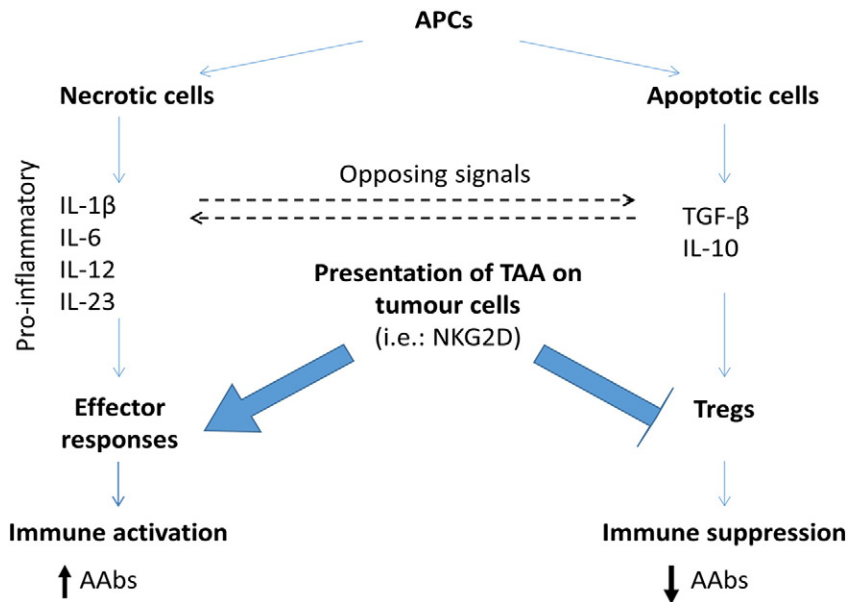 APCs
Necrotic cells
Apoptotic cells
Pro-inflammatory
IL-1β
IL-6
IL-12
IL-23
Opposing signals
TGF-β
IL-10
Presentation of TAA on
tumour cells
(i.e.: NKG2D)
Effector
responses
Tregs
Immune activation
Immune suppression
AAbs
AAbs